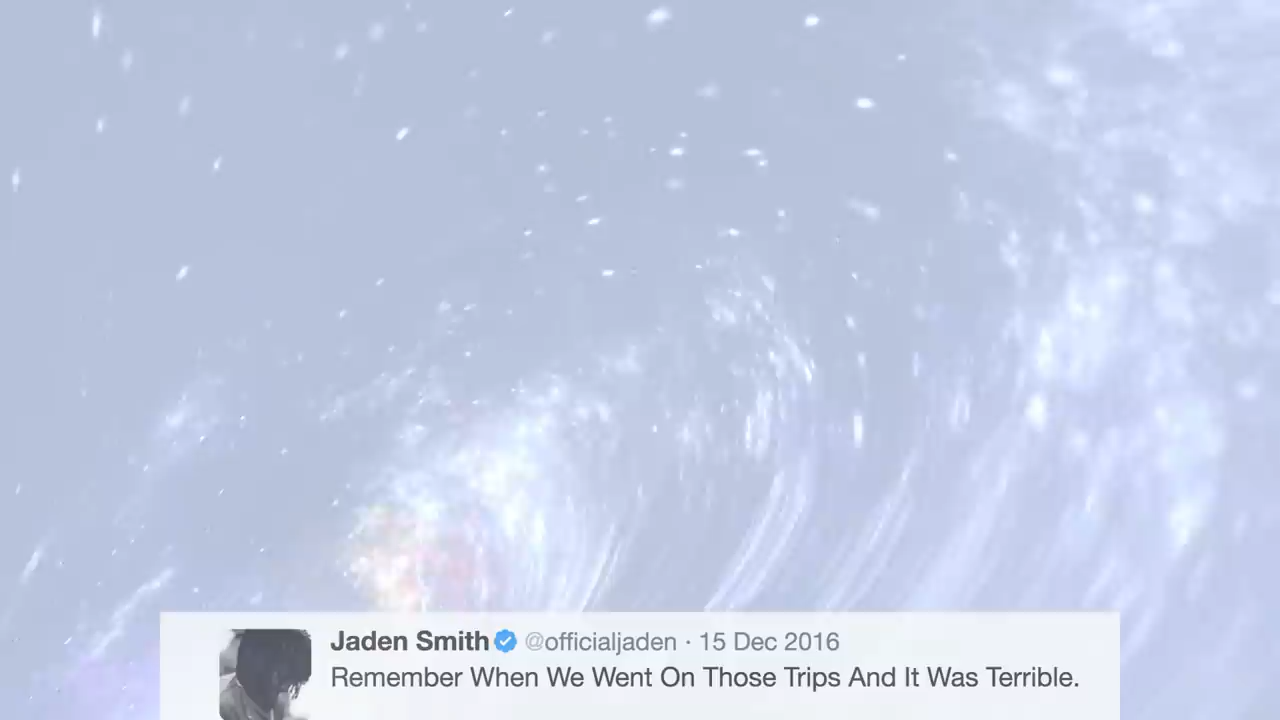 Jaden Smith @officialjaden · 15 Dec 2016
Remember When We Went On Those Trips And It Was Terrible.